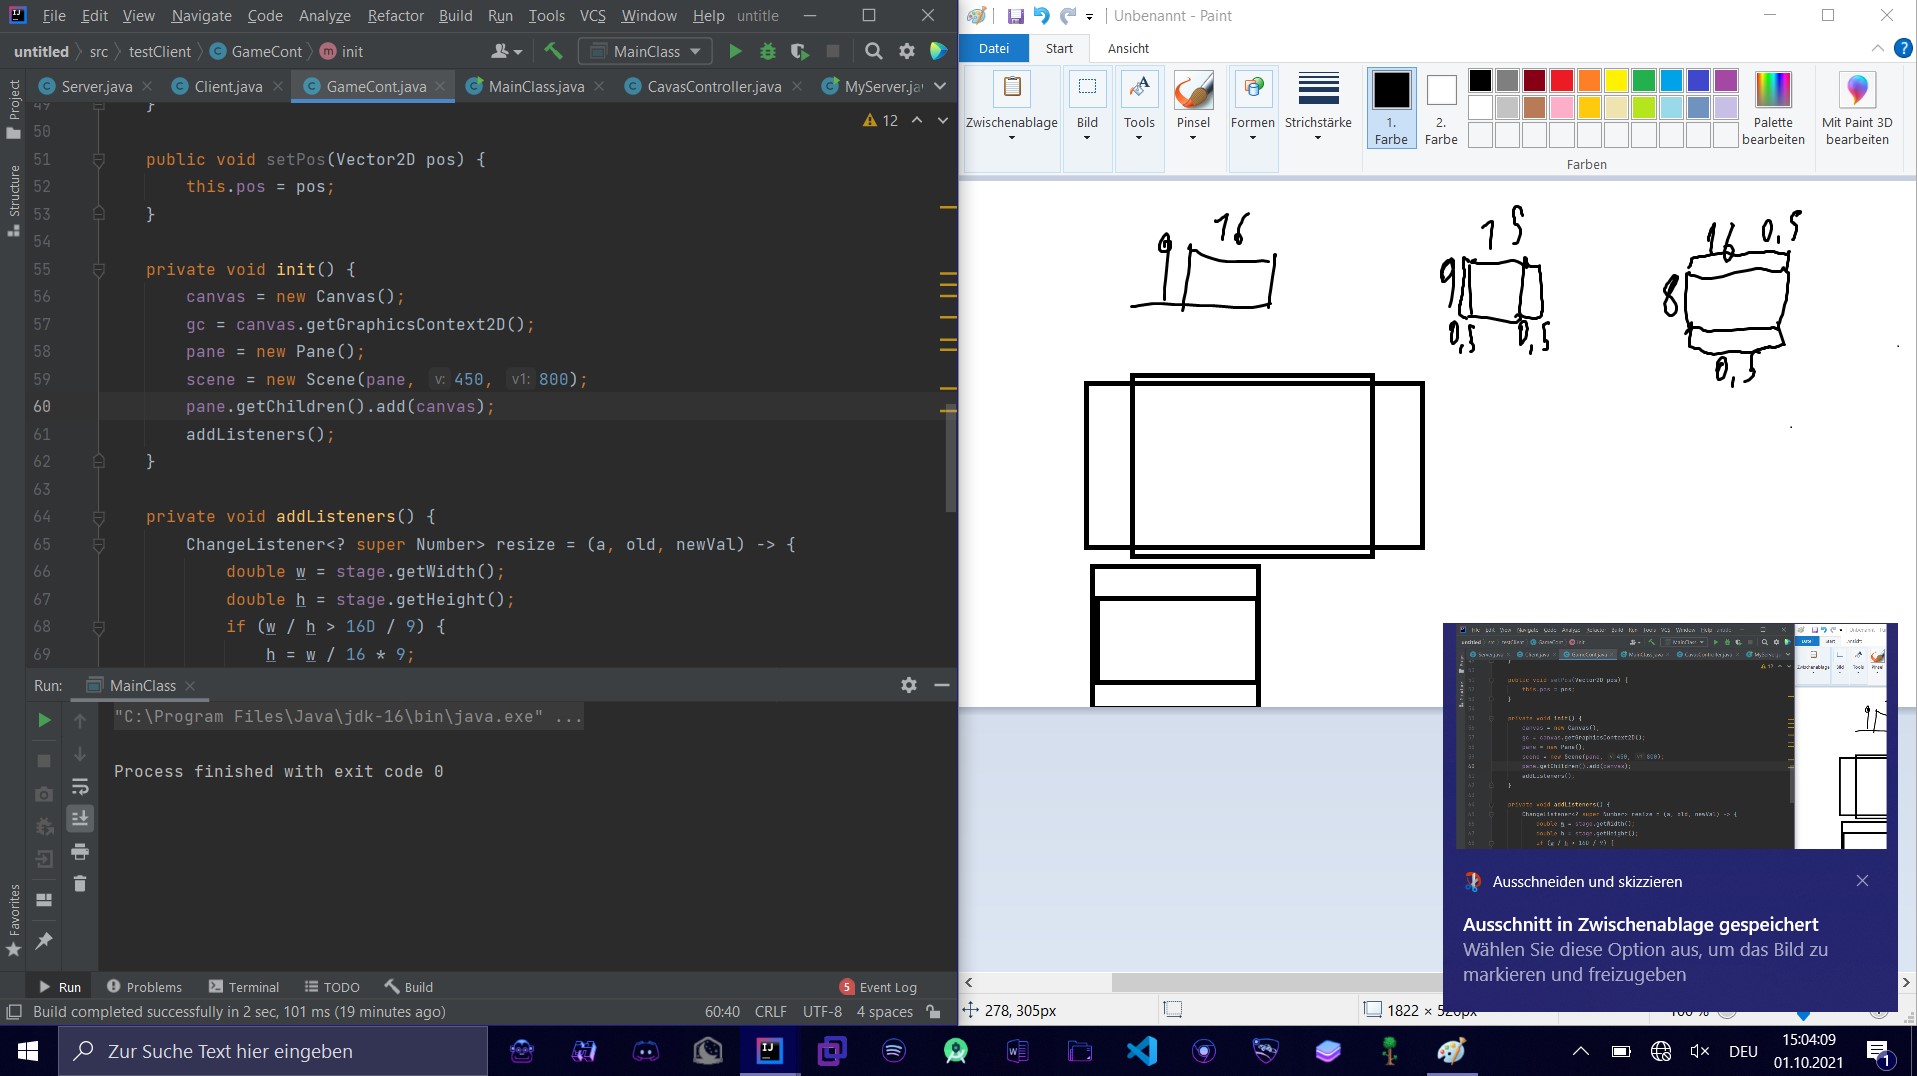 File Edit View Navigate Code Analyze Refactor Build Run Tools VCS Window Help untitle
untitled src testClient GameCont init MainClass
Server.java Client.java GameCont.java MainClass.java CavasController.java MyServer.ja
Project
Structure
Favorites
12
49 }
50
51 public void setPos(Vector2D pos) {
52 this.pos = pos;
53 }
54
55 private void init() {
56 canvas = new Canvas();
57 gc = canvas.getGraphicsContext2D();
58 pane = new Pane();
59 scene = new Scene(pane, v: 450, v1: 800);
60 pane.getChildren().add(canvas);
61 addListeners();
62 }
63
64 private void addListeners() {
65 ChangeListener<? super Number> resize = (a, old, newVal) -> {
66 double w = stage.getWidth();
67 double h = stage.getHeight();
68 if (w / h > 16D / 9) {
69 h = w / 16 * 9;
Run: MainClass
"C:\Program Files\Java\jdk-16\bin\java.exe" ...
Process finished with exit code 0
Run Problems Terminal TODO Build 5 Event Log
Build completed successfully in 2 sec, 101 ms (19 minutes ago) 60:40 CRLF UTF-8 4 spaces
Unbenannt - Paint
Datei Start Ansicht
Zwischenablage Bild Tools Pinsel Formen Strichstärke
1. Farbe
2. Farbe
Palette bearbeiten
Mit Paint 3D bearbeiten
Farben
9 16
15
9
0,5 0,5
16 0,5
8
0,5
Ausschneiden und skizzieren
Ausschnitt in Zwischenablage gespeichert
Wählen Sie diese Option aus, um das Bild zu
markieren und freizugeben
278, 305px
Zur Suche Text hier eingeben
DEU
15:04:09
01.10.2021
1